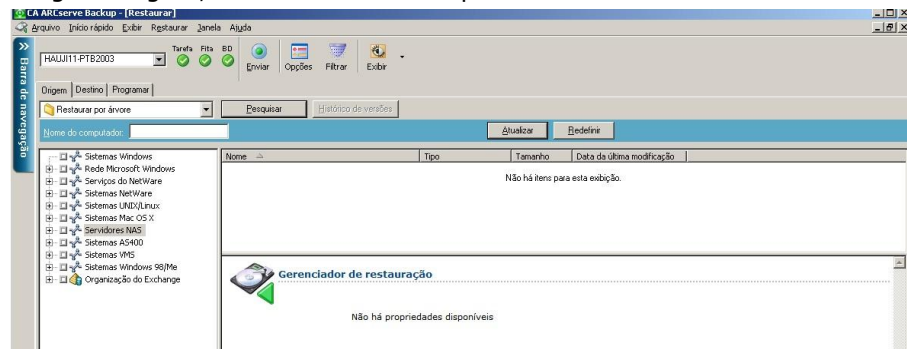 CA ARCserve Backup - [Restaurar]
Arquivo Início rápido Exibir Restaurar Janela Ajuda
Barra de navegação
HAUJI11-PTB2003
Tarefa Fita BD
Enviar Opções Filtrar Exibir
Origem Destino Programar
Restaurar por árvore Pesquisar Histórico de versões
Nome do computador: Atualizar Redefinir
Sistemas Windows
Rede Microsoft Windows
Serviços do NetWare
Sistemas NetWare
Sistemas UNIX/Linux
Sistemas Mac OS X
Servidores NAS
Sistemas AS400
Sistemas VMS
Sistemas Windows 98/Me
Organização do Exchange
Nome Tipo Tamanho Data da última modificação
Não há itens para esta exibição.
Gerenciador de restauração
Não há propriedades disponíveis